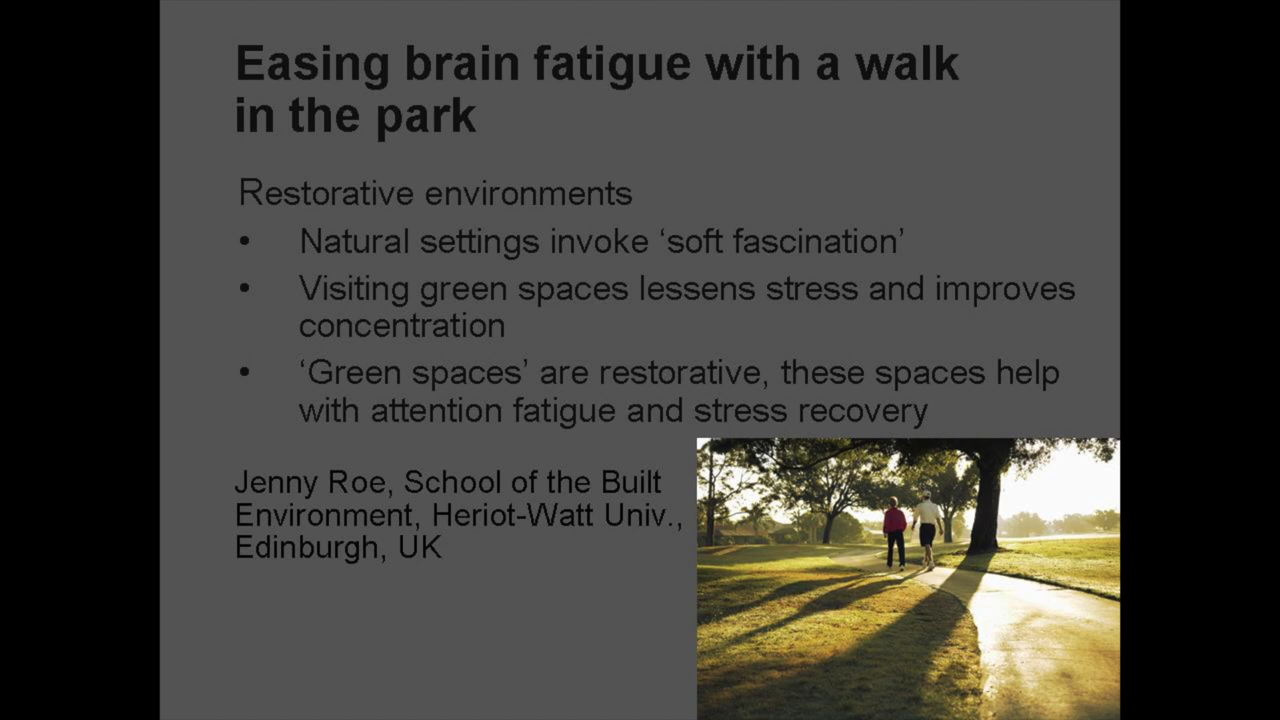 Easing brain fatigue with a walk
in the park
Restorative environments
• Natural settings invoke ‘soft fascination’
• Visiting green spaces lessens stress and improves
concentration
• ‘Green spaces’ are restorative, these spaces help
with attention fatigue and stress recovery
Jenny Roe, School of the Built
Environment, Heriot-Watt Univ.,
Edinburgh, UK